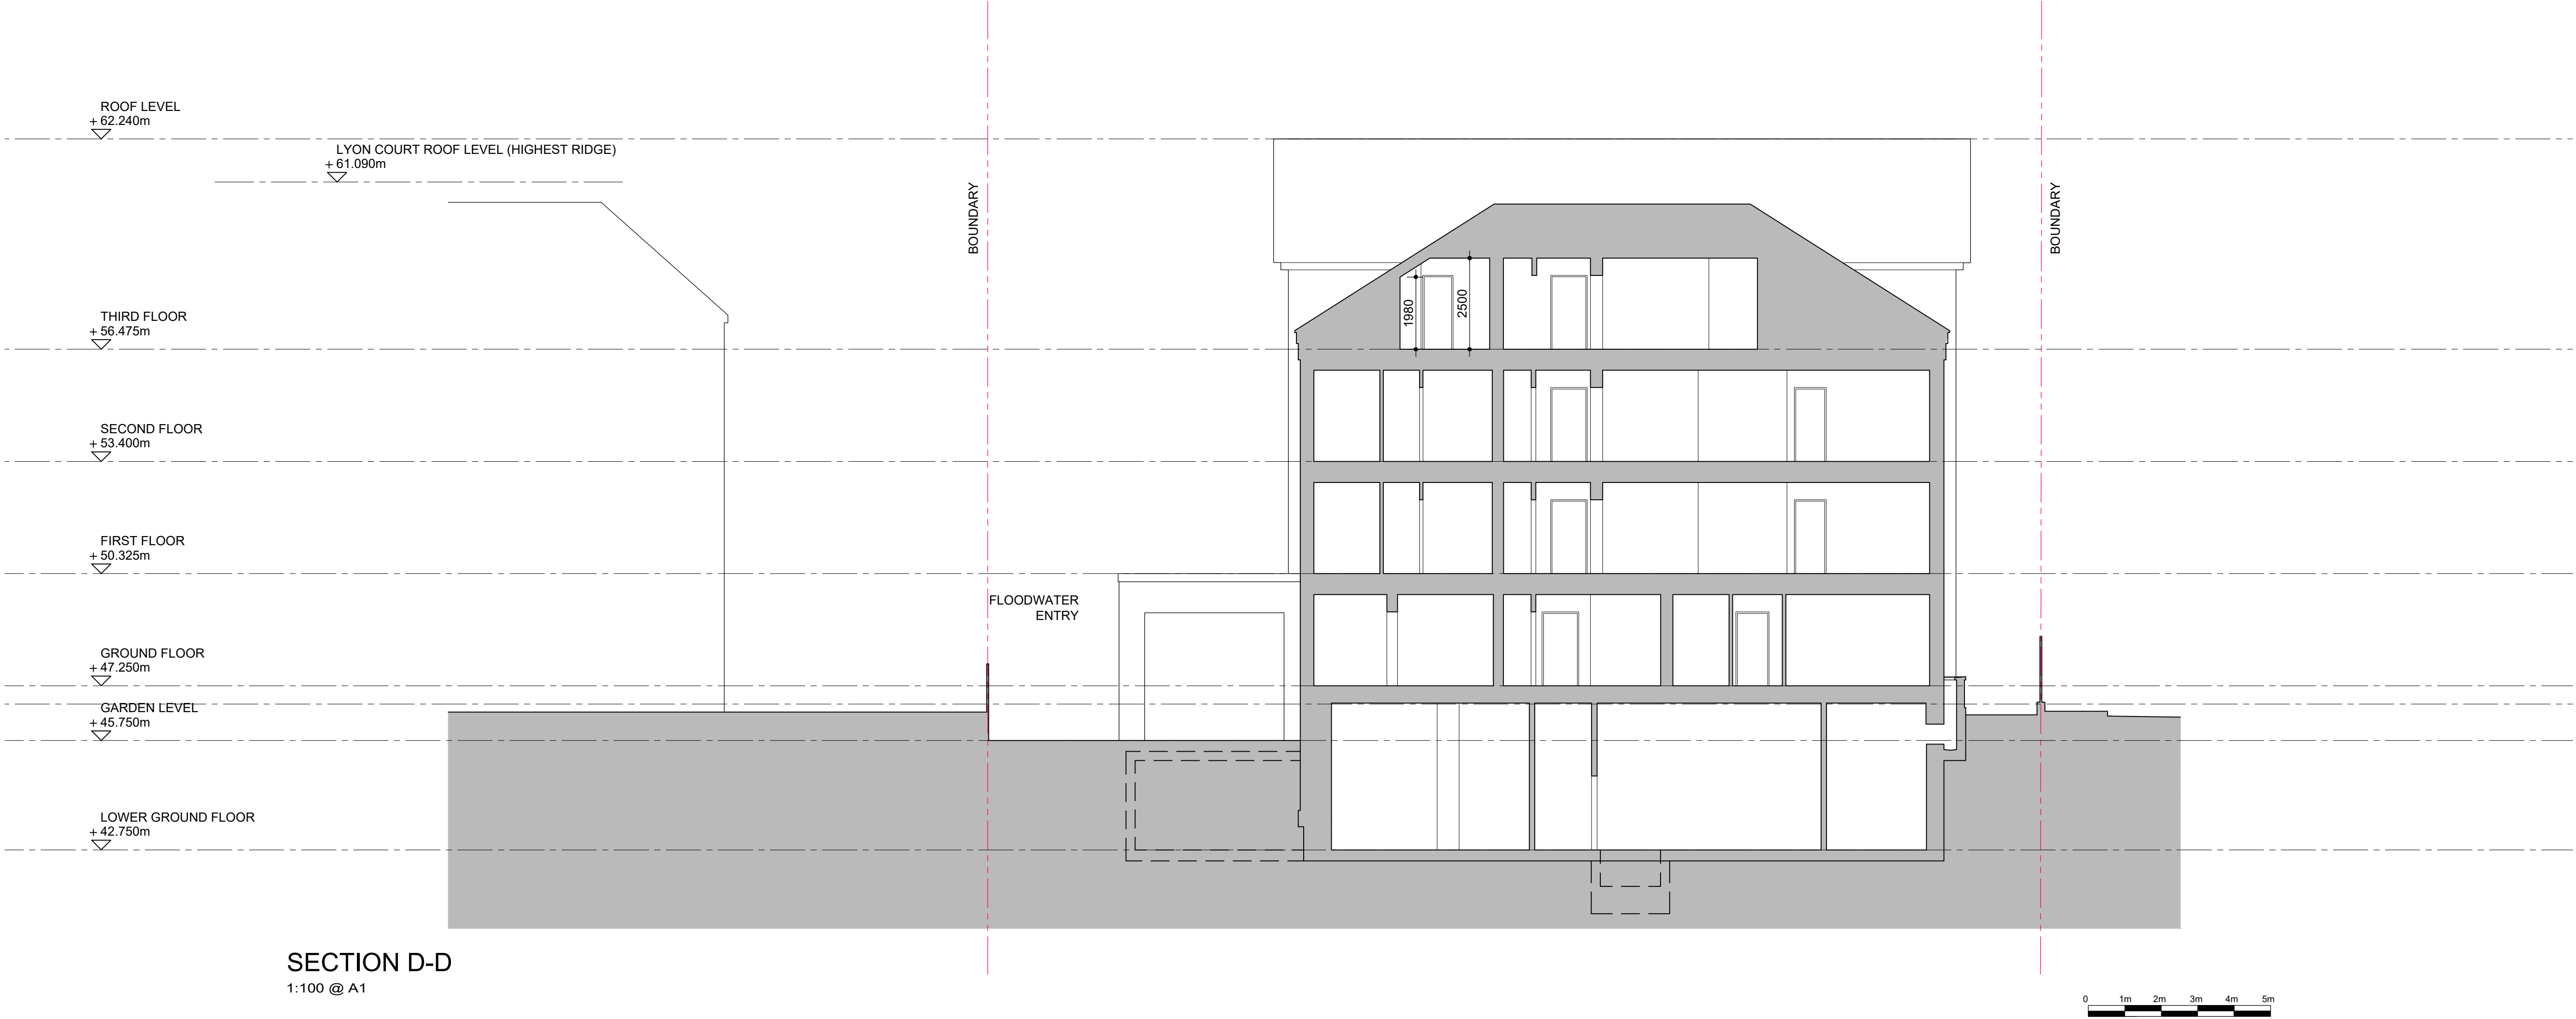 ROOF LEVEL
+ 62.240m
LYON COURT ROOF LEVEL (HIGHEST RIDGE)
+ 61.090m
BOUNDARY
BOUNDARY
THIRD FLOOR
+ 56.475m
1980
2500
SECOND FLOOR
+ 53.400m
FIRST FLOOR
+ 50.325m
FLOODWATER
ENTRY
GROUND FLOOR
+ 47.250m
GARDEN LEVEL
+ 45.750m
LOWER GROUND FLOOR
+ 42.750m
SECTION D-D
1:100 @ A1
0 1m 2m 3m 4m 5m